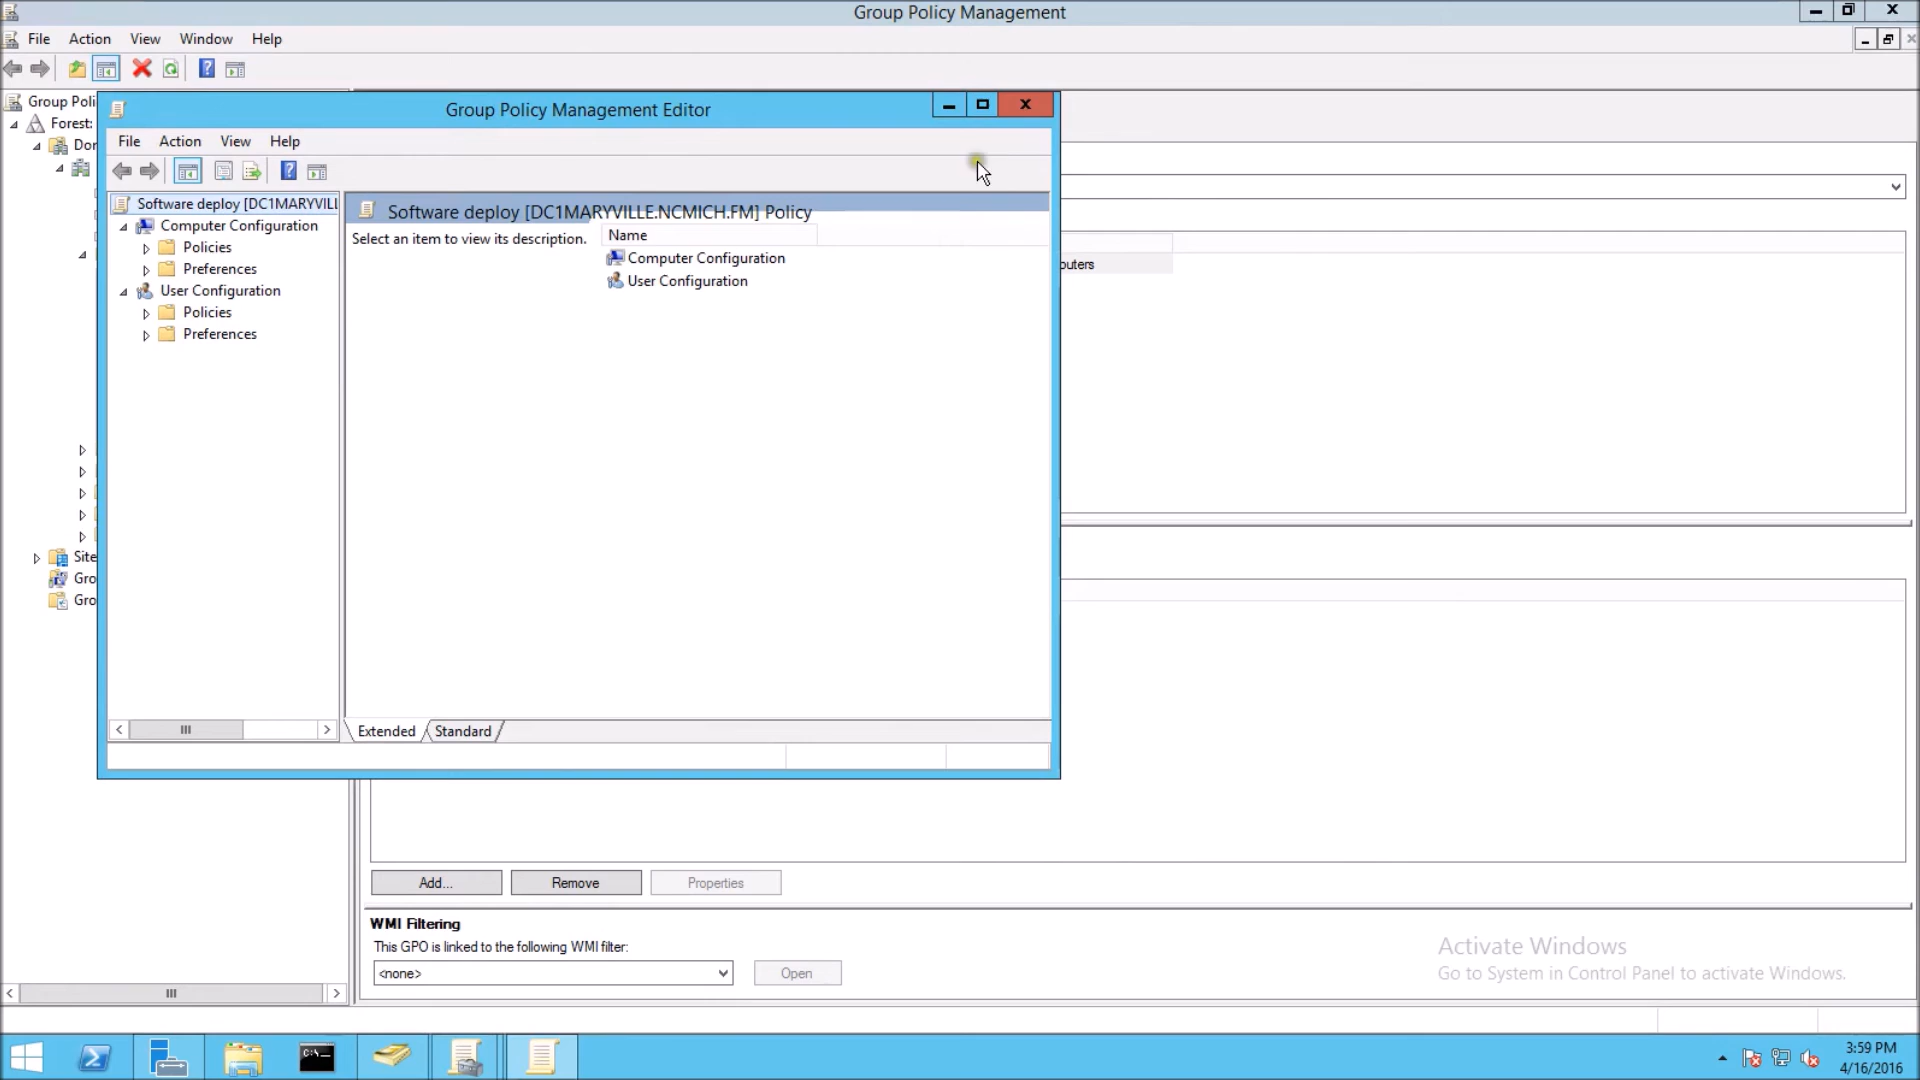 Group Policy Management
File Action View Window Help
Group Poli
Forest:
Dor
Site
Gro
Gro
Group Policy Management Editor
File Action View Help
Software deploy [DC1MARYVILL
Computer Configuration
Policies
Preferences
User Configuration
Policies
Preferences
Software deploy [DC1MARYVILLE.NCMICH.FM] Policy
Select an item to view its description.
Name
Computer Configuration
User Configuration
Extended Standard
outers
Add... Remove Properties
WMI Filtering
This GPO is linked to the following WMI filter:
<none> Open
Activate Windows
Go to System in Control Panel to activate Windows.
C:\_
3:59 PM
4/16/2016